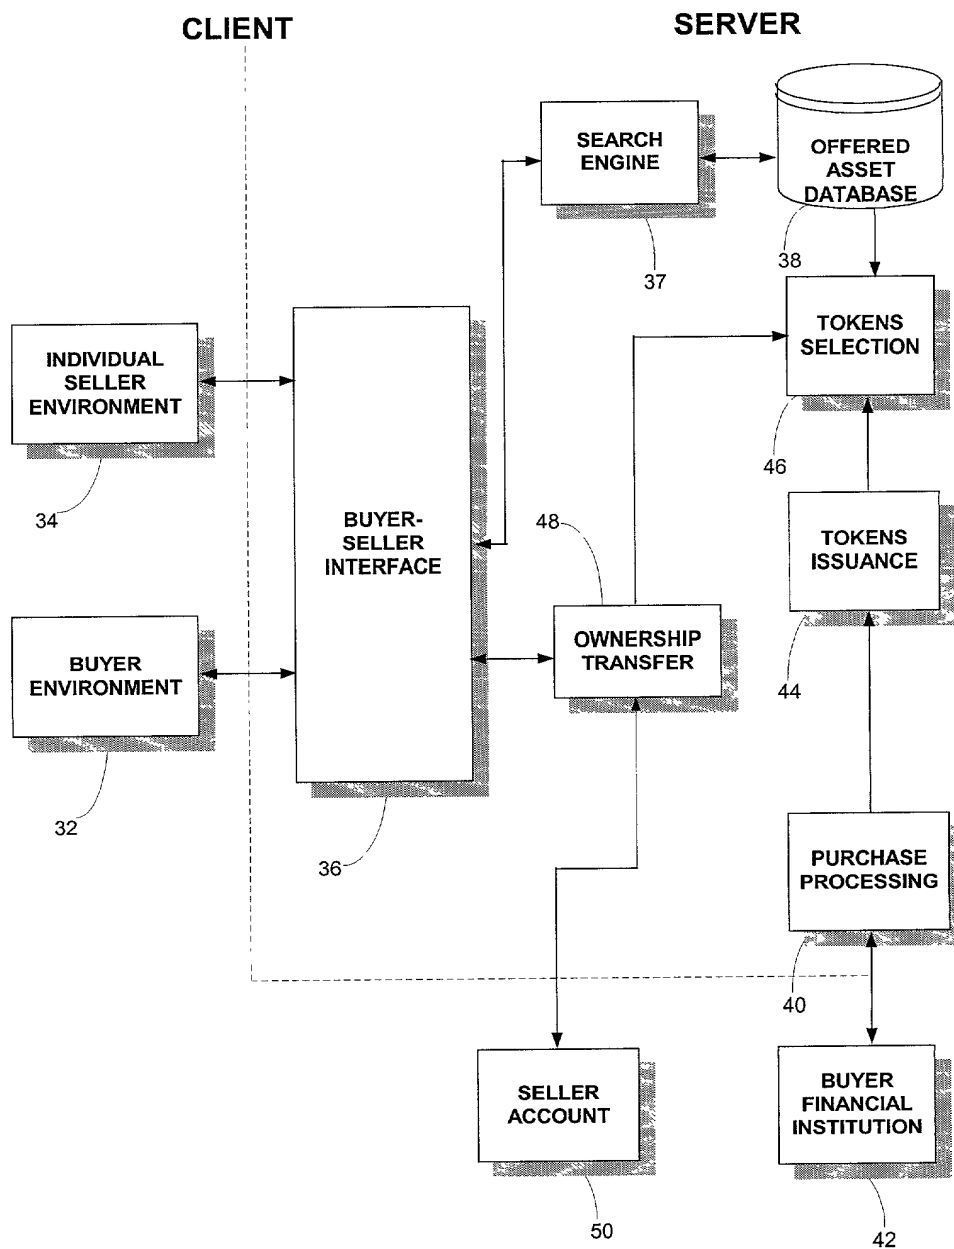 CLIENT
SERVER
SEARCH
ENGINE
37
OFFERED
ASSET
DATABASE
38
INDIVIDUAL
SELLER
ENVIRONMENT
34
BUYER-
SELLER
INTERFACE
36
TOKENS
SELECTION
46
TOKENS
ISSUANCE
44
48
OWNERSHIP
TRANSFER
BUYER
ENVIRONMENT
32
PURCHASE
PROCESSING
40
SELLER
ACCOUNT
50
BUYER
FINANCIAL
INSTITUTION
42